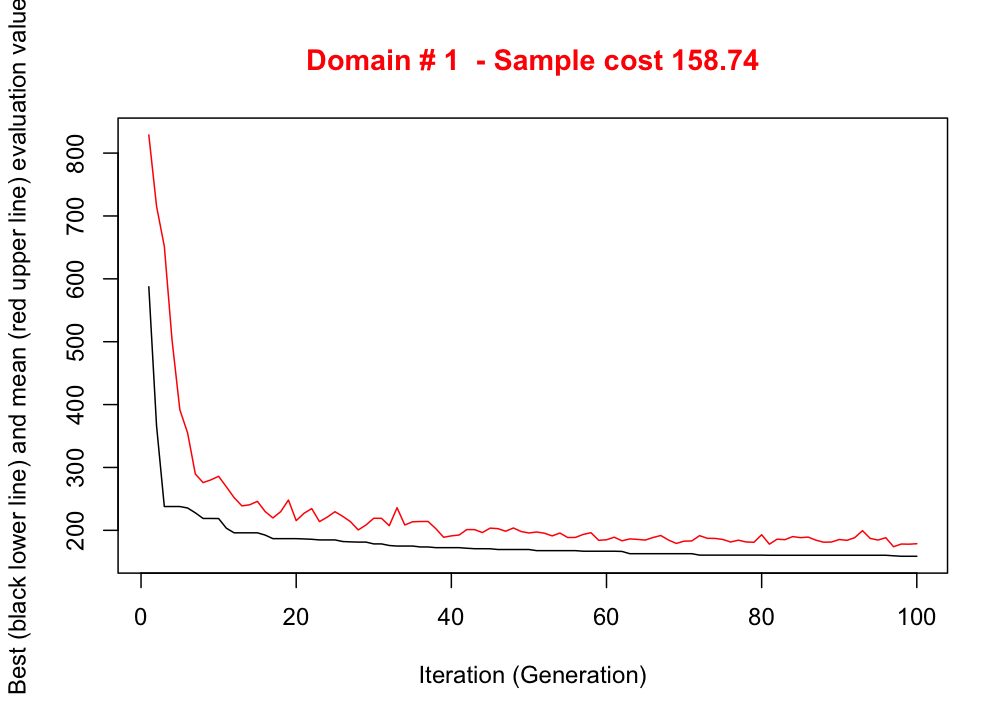 Domain # 1 - Sample cost 158.74
Best (black lower line) and mean (red upper line) evaluation value
800
700
600
500
400
300
200
0 20 40 60 80 100
Iteration (Generation)